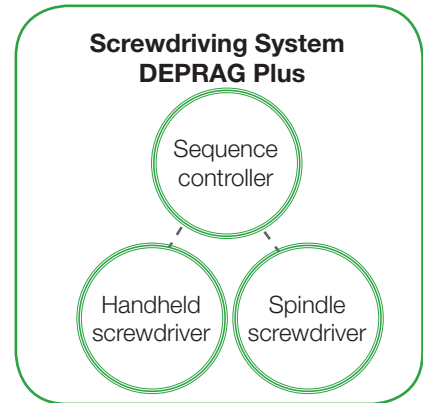 Screwdriving System
DEPRAG Plus
Sequence
controller
Handheld
screwdriver
Spindle
screwdriver